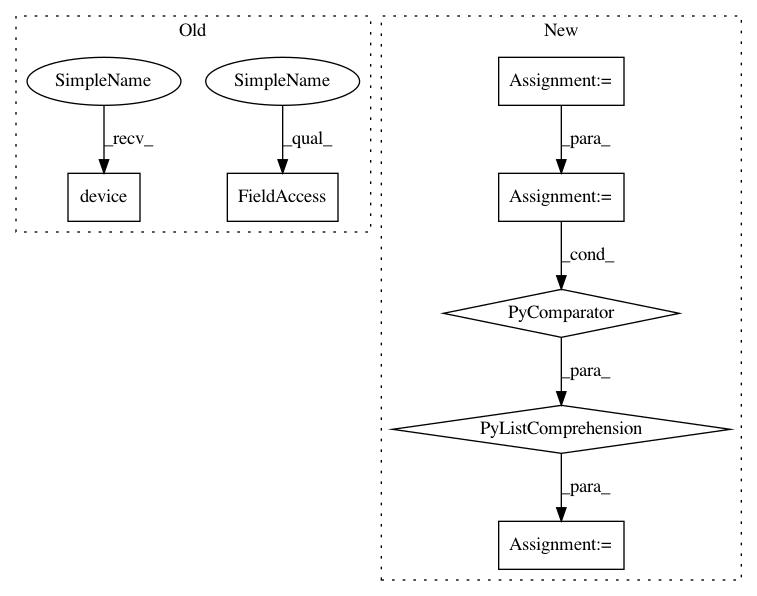 Old
New
SimpleName
SimpleName
Assignment:=
_recv_
_qual_
_para_
device
FieldAccess
Assignment:=
_cond_
PyComparator
_para_
PyListComprehension
_para_
Assignment:=